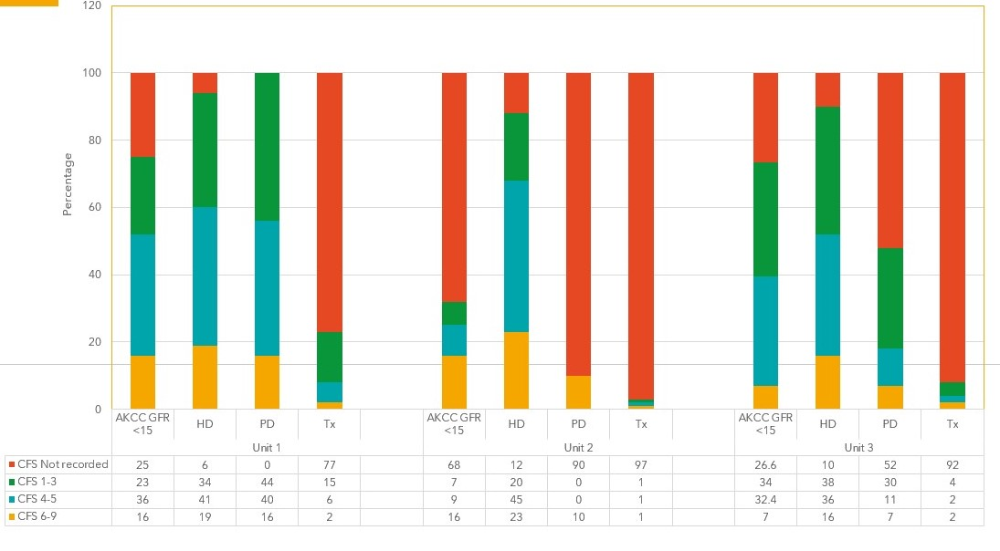 120
100
80
60
40
20
0
Percentage
AKCC GFR <15 HD PD Tx AKCC GFR <15 HD PD Tx AKCC GFR <15 HD PD Tx
Unit 1 Unit 2 Unit 3
CFS Not recorded 25 6 0 77 68 12 90 97 26.6 10 52 92
CFS 1-3 23 34 44 15 7 20 0 1 34 38 30 4
CFS 4-5 36 41 40 6 9 45 0 1 32.4 36 11 2
CFS 6-9 16 19 16 2 16 23 10 1 7 16 7 2